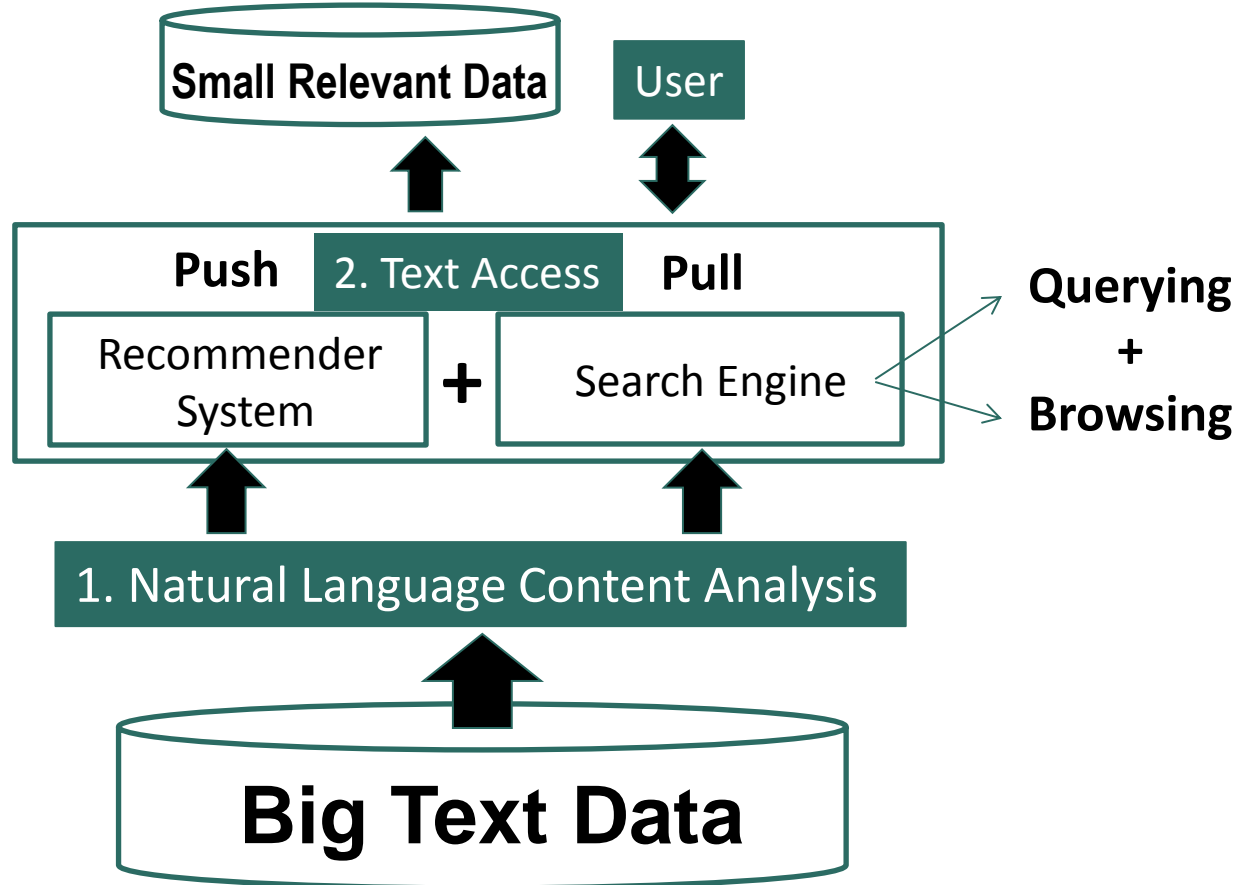 Small Relevant Data
User
Push
2. Text Access
Pull
Recommender
System
+
Search Engine
Querying
+
Browsing
1. Natural Language Content Analysis
Big Text Data